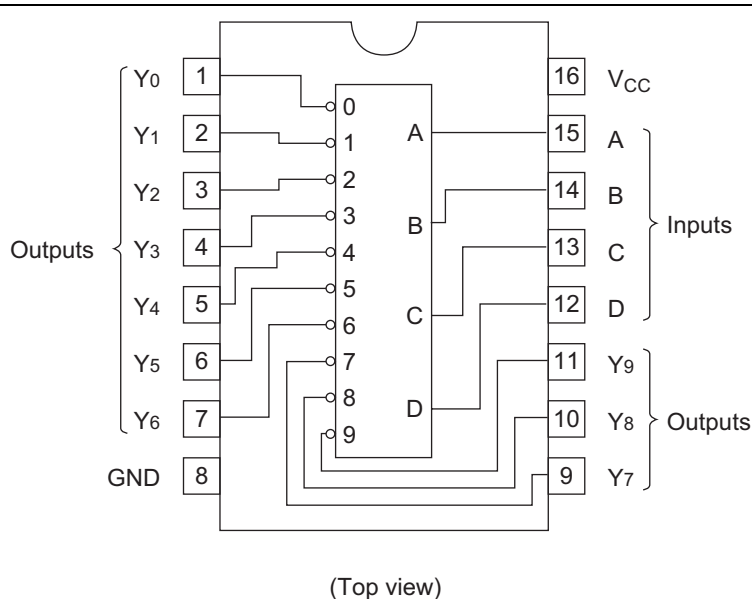 Y0 1 16 VCC
0
Y1 2 1 A 15 A
Y2 3 2 14 B
3 B Inputs
Outputs Y3 4 4 13 C
Y4 5 5 12 D
6 C
Y5 6 7 11 Y9
8
Y6 7 D 10 Y8 Outputs
9
GND 8 9 Y7
(Top view)